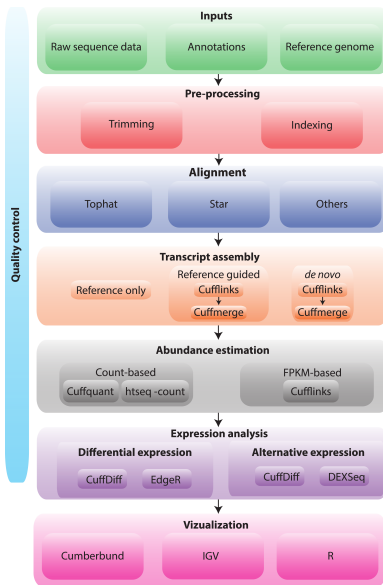 Inputs
Raw sequence data
Annotations
Reference genome
Pre-processing
Trimming
Indexing
Alignment
Tophat
Star
Others
Transcript assembly
Reference only
Reference guided
Cufflinks
Cuffmerge
de novo
Cufflinks
Cuffmerge
Abundance estimation
Count-based
Cuffquant
htseq -count
FPKM-based
Cufflinks
Expression analysis
Differential expression
CuffDiff
EdgeR
Alternative expression
CuffDiff
DEXSeq
Vizualization
Cumberbund
IGV
R
Quality control